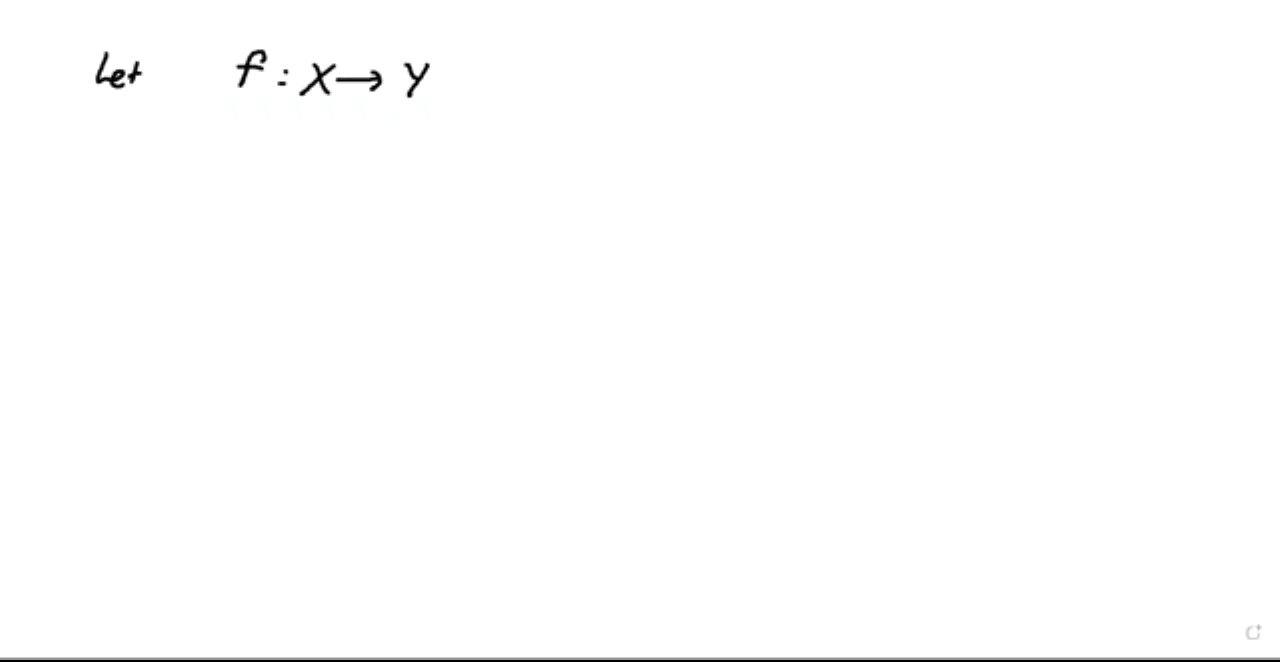 Let f : X → Y